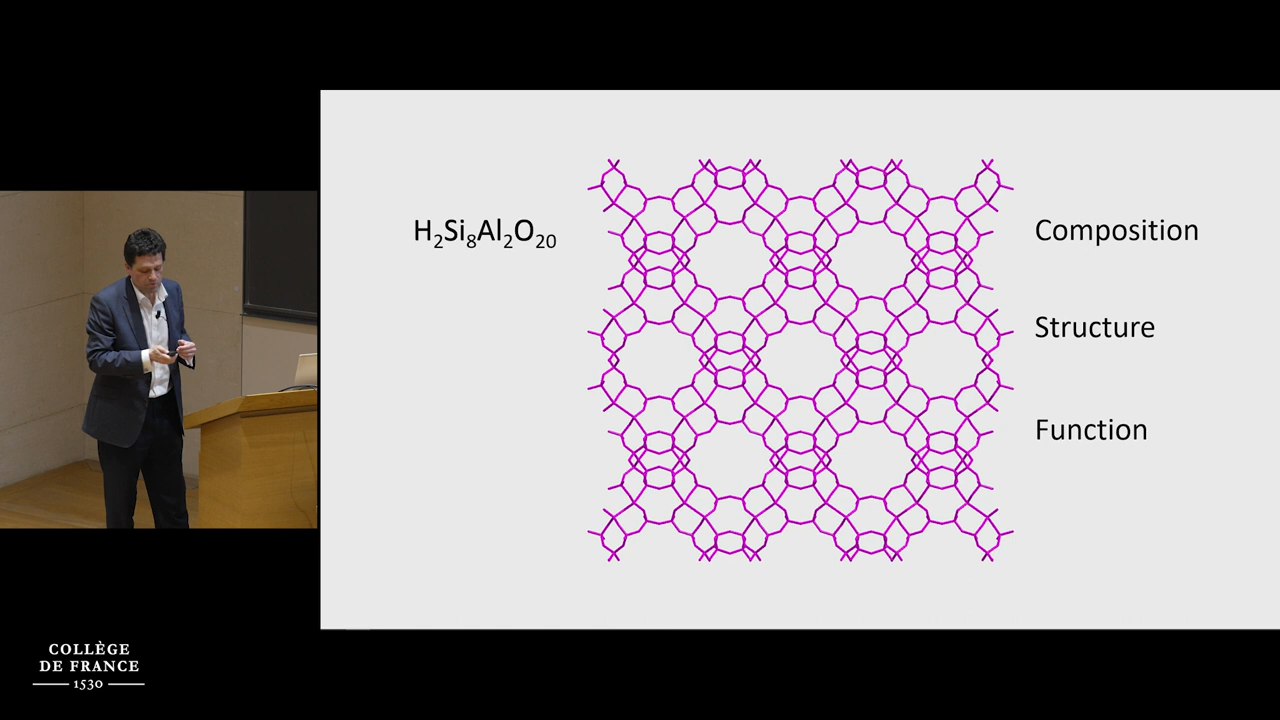 H₂Si₈Al₂O₂₀
Composition
Structure
Function
COLLÈGE
DE FRANCE
1530